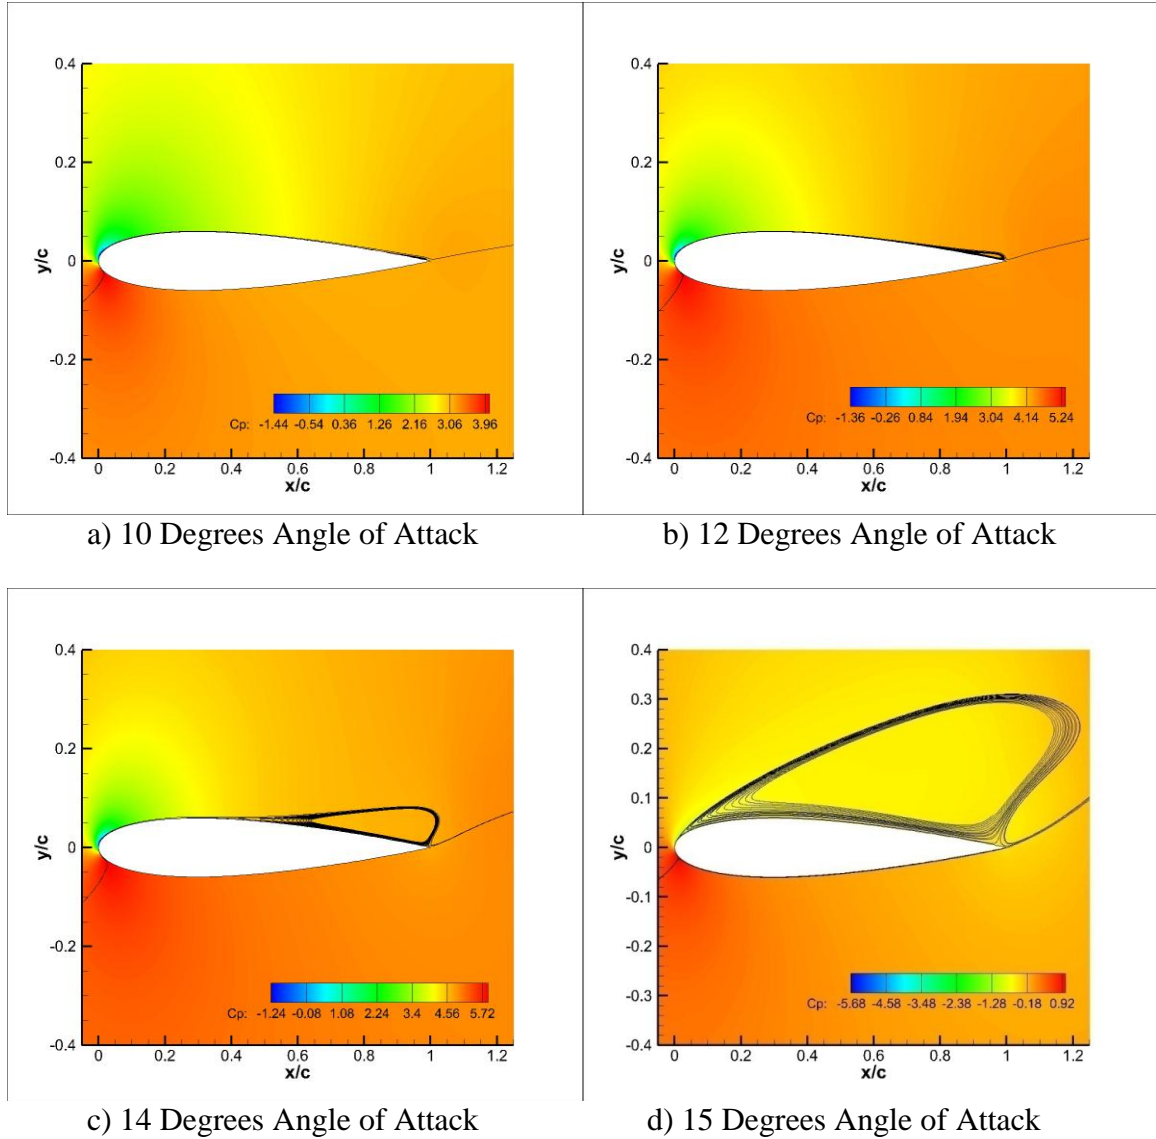 0.4
0.2
y/c
0
-0.2
Cp: -1.44 -0.54 0.36 1.26 2.16 3.06 3.96
-0.4
0 0.2 0.4 0.6 0.8 1 1.2
x/c
a) 10 Degrees Angle of Attack
0.4
0.2
y/c
0
-0.2
Cp: -1.36 -0.26 0.84 1.94 3.04 4.14 5.24
-0.4
0 0.2 0.4 0.6 0.8 1 1.2
x/c
b) 12 Degrees Angle of Attack
0.4
0.2
y/c
0
-0.2
Cp: -1.24 -0.08 1.08 2.24 3.4 4.56 5.72
-0.4
0 0.2 0.4 0.6 0.8 1 1.2
x/c
c) 14 Degrees Angle of Attack
0.4
0.3
0.2
0.1
y/c
0
-0.1
-0.2
-0.3
Cp: -5.68 -4.58 -3.48 -2.38 -1.28 -0.18 0.92
-0.4
0 0.2 0.4 0.6 0.8 1 1.2
x/c
d) 15 Degrees Angle of Attack